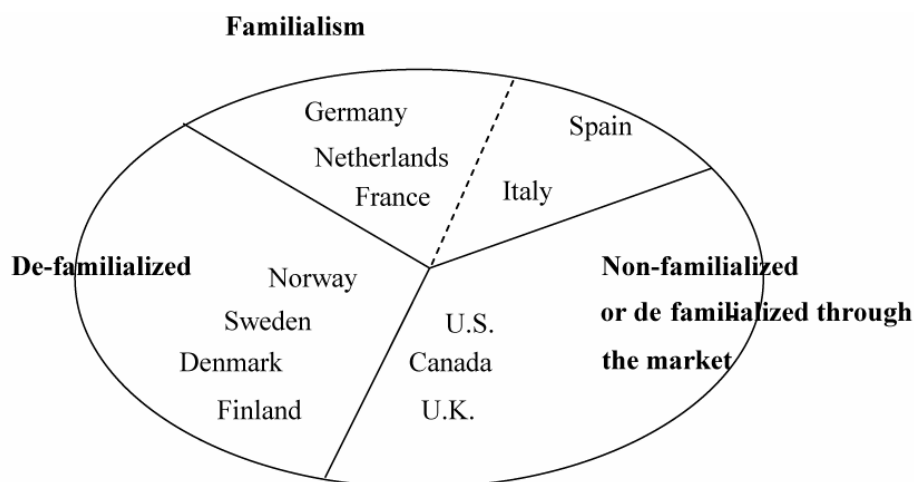 Familialism
Germany
Spain
Netherlands
France
Italy
De-familialized
Norway
Sweden
Denmark
Finland
U.S.
Canada
U.K.
Non-familialized
or de familialized through
the market